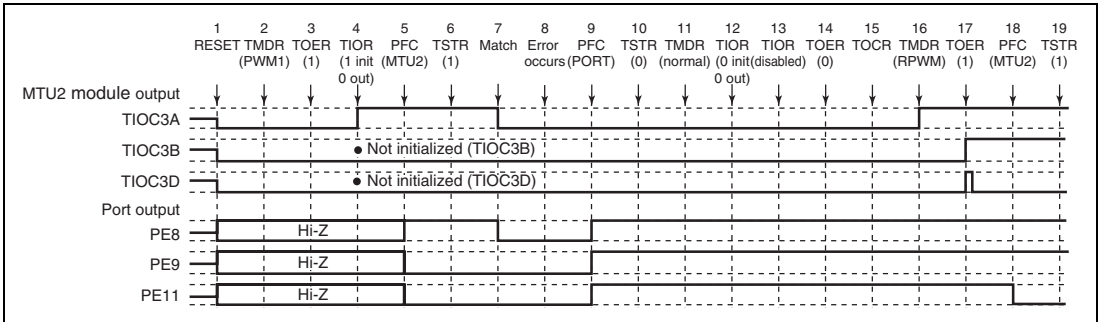 1 2 3 4 5 6 7 8 9 10 11 12 13 14 15 16 17 18 19
RESET TMDR TOER TIOR PFC TSTR Match Error PFC TSTR TMDR TIOR TIOR TOER TOCR TMDR TOER PFC TSTR
(PWM1) (1) (1 init (MTU2) (1) occurs (PORT) (0) (normal) (0 init (disabled) (0) (RPWM) (1) (MTU2) (1)
0 out) 0 out)
MTU2 module output
TIOC3A
TIOC3B • Not initialized (TIOC3B)
TIOC3D • Not initialized (TIOC3D)
Port output
PE8 Hi-Z
PE9 Hi-Z
PE11 Hi-Z